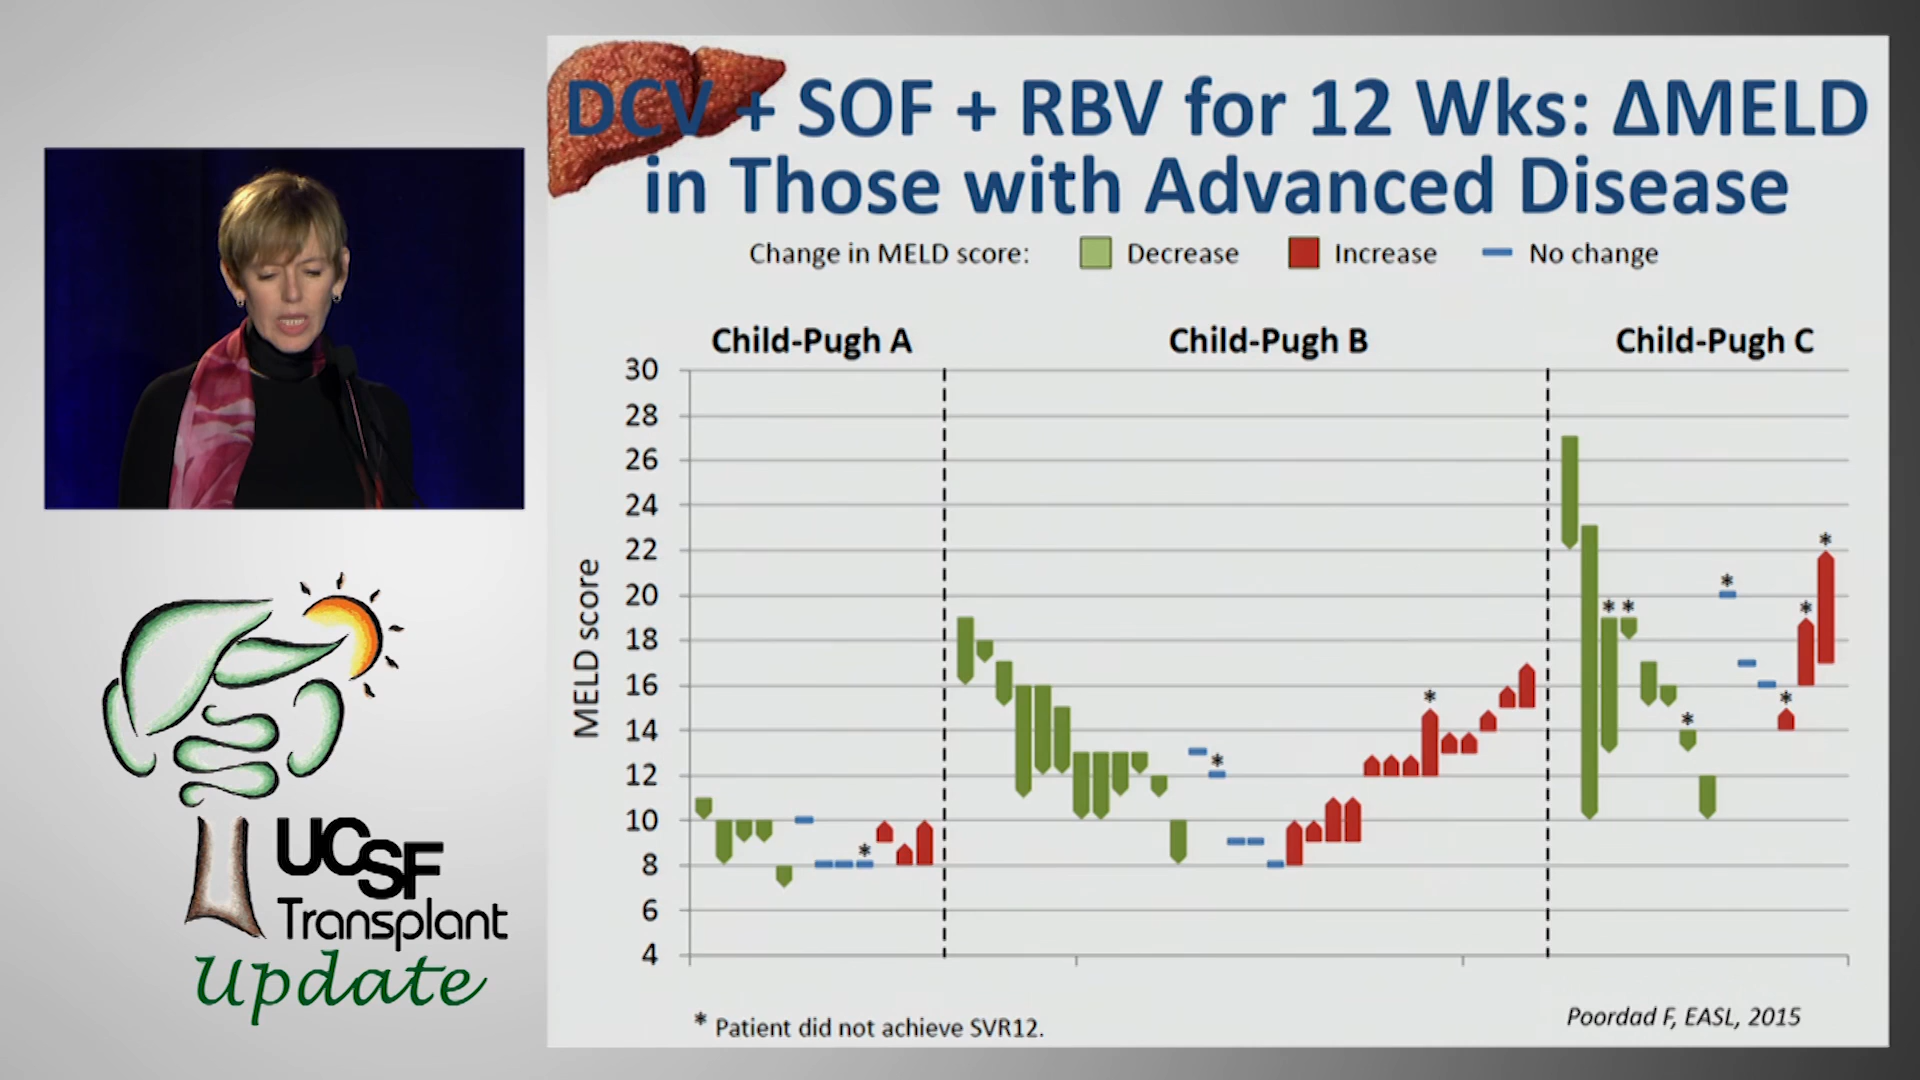 DCV + SOF + RBV for 12 Wks: ΔMELD
in Those with Advanced Disease
Change in MELD score: Decrease Increase No change
Child-Pugh A Child-Pugh B Child-Pugh C
MELD score
30
28
26
24
22
20
18
16
14
12
10
8
6
4
* * * * * * * * * *
* Patient did not achieve SVR12.
Poordad F, EASL, 2015
UCSF
Transplant
Update